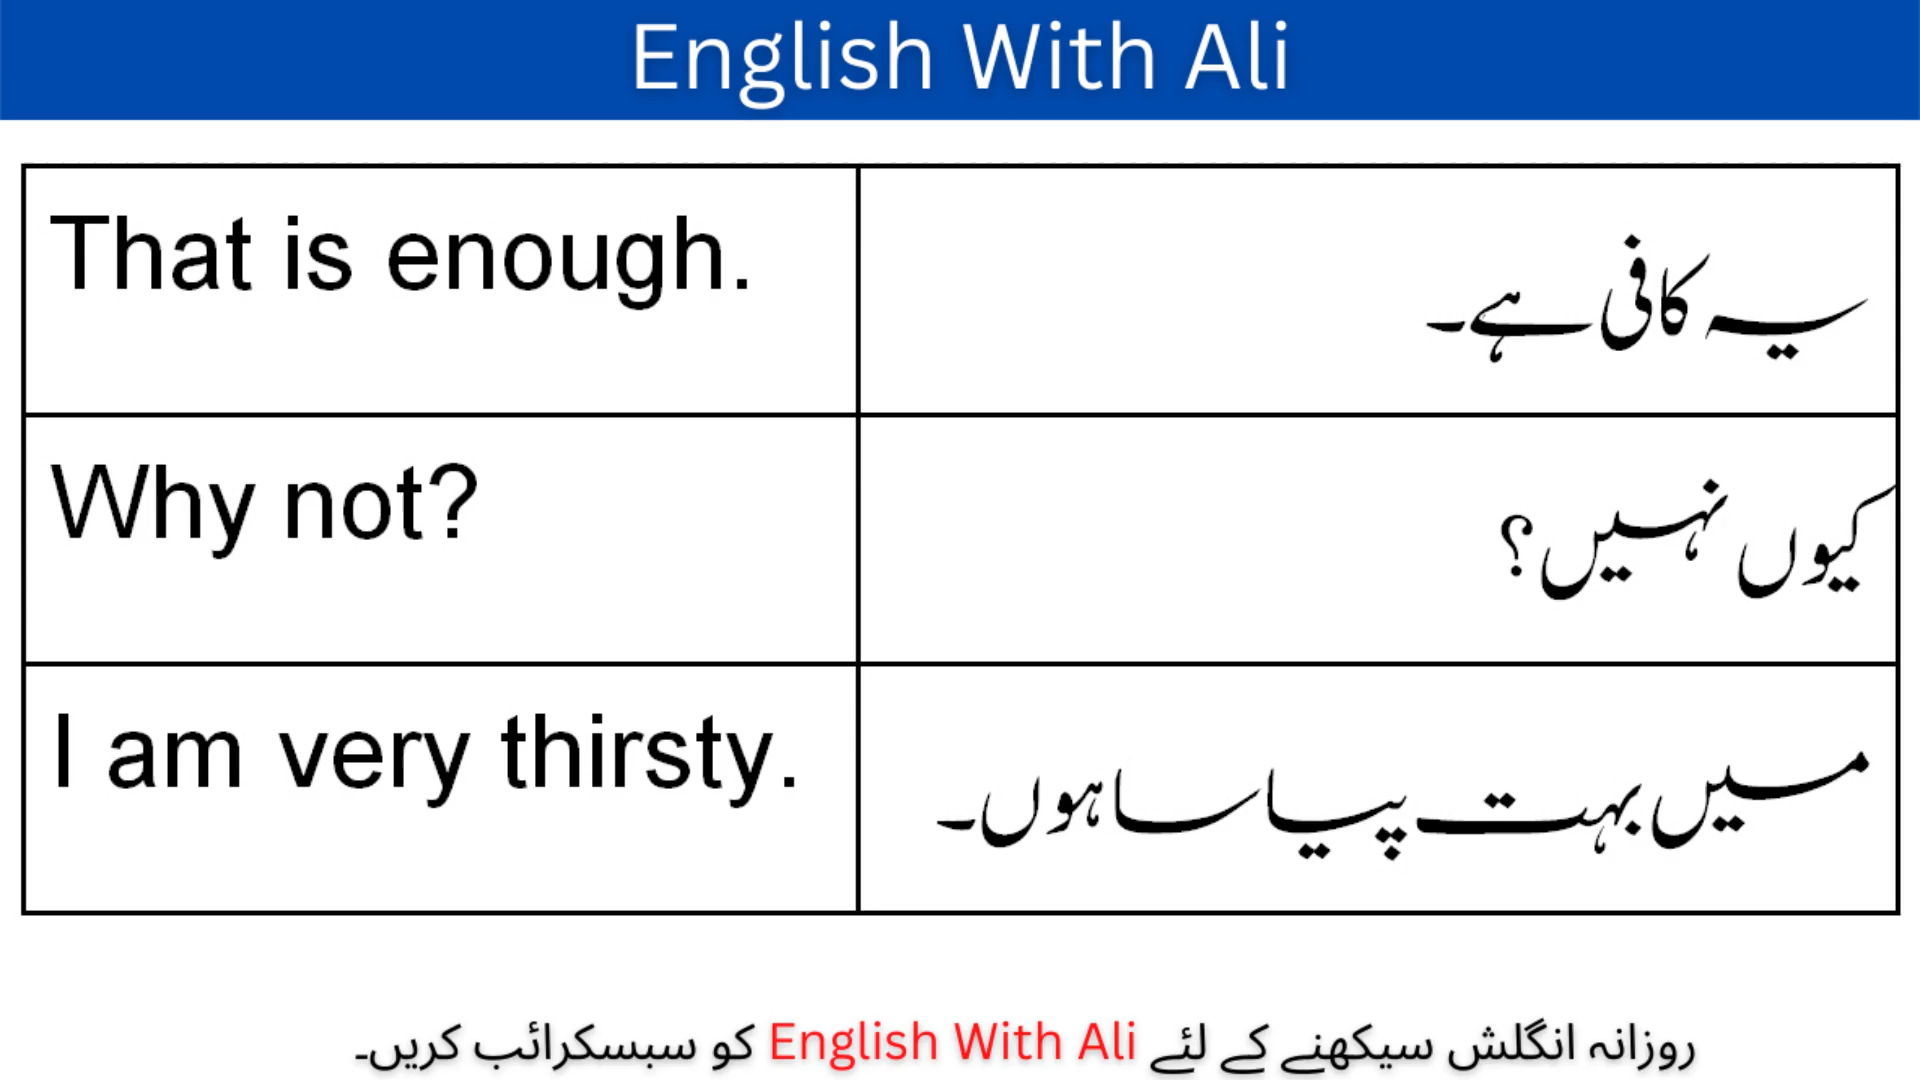 English With Ali
That is enough.
یہ کافی ہے۔
Why not?
کیوں نہیں؟
I am very thirsty.
میں بہت پیاسا ہوں۔
روزانہ انگلش سیکھنے کے لئے English With Ali کو سبسکرائب کریں۔